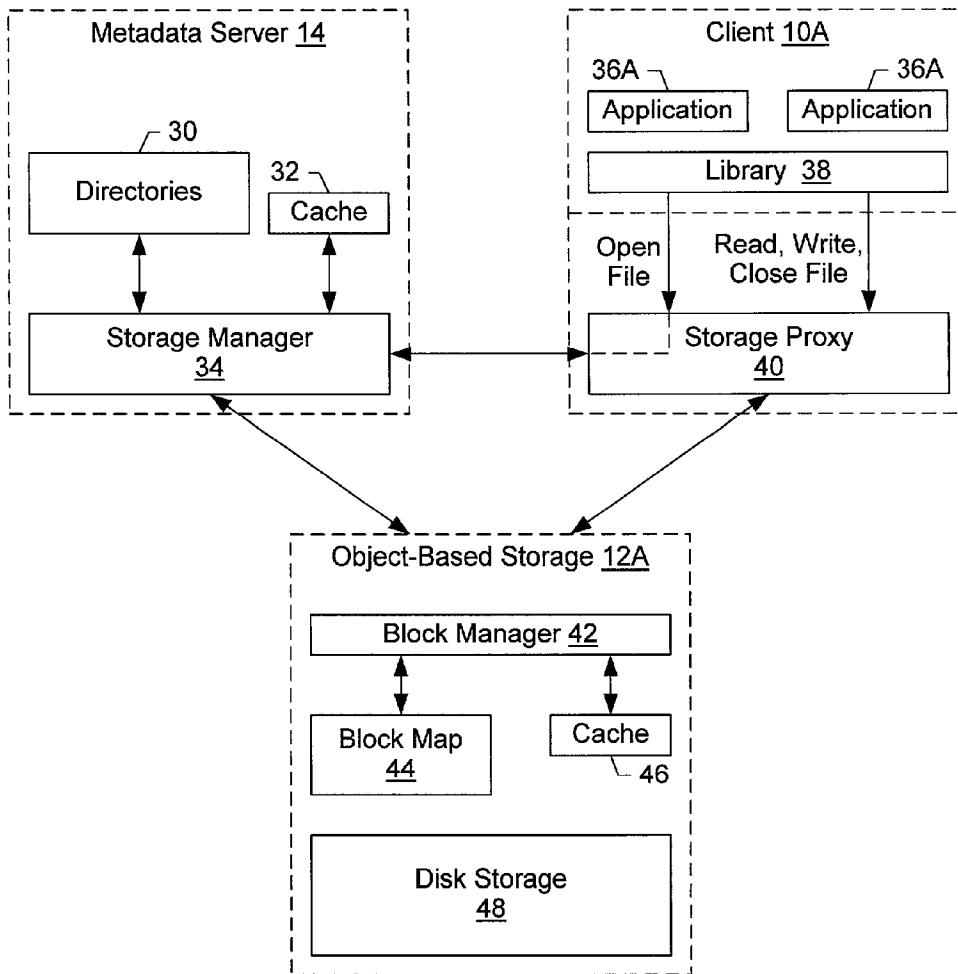 Metadata Server 14
30
Directories
32
Cache
Storage Manager
34
Client 10A
36A
36A
Application
Application
Library 38
Open
File
Read, Write,
Close File
Storage Proxy
40
Object-Based Storage 12A
Block Manager 42
Block Map
44
Cache
46
Disk Storage
48